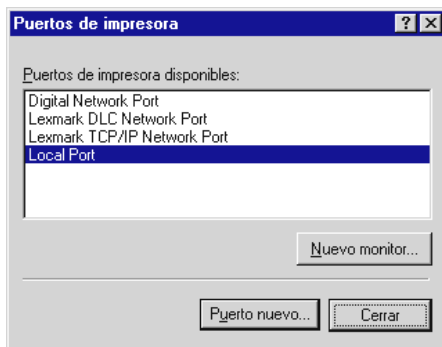 Puertos de impresora
Puertos de impresora disponibles:
Digital Network Port
Lexmark DLC Network Port
Lexmark TCP/IP Network Port
Local Port
Nuevo monitor...
Puerto nuevo...
Cerrar